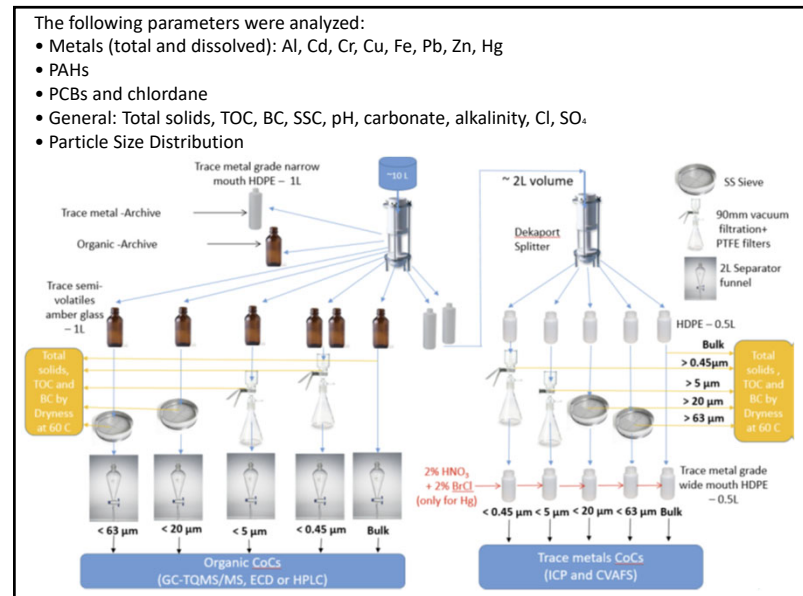 The following parameters were analyzed:
• Metals (total and dissolved): Al, Cd, Cr, Cu, Fe, Pb, Zn, Hg
• PAHs
• PCBs and chlordane
• General: Total solids, TOC, BC, SSC, pH, carbonate, alkalinity, Cl, SO₄
• Particle Size Distribution
Trace metal grade narrow
mouth HDPE – 1L
~10 L
~ 2L volume
SS Sieve
Trace metal -Archive
Organic -Archive
Dekaport
Splitter
90mm vacuum
filtration+
PTFE filters
2L Separator
funnel
Trace semi-
volatiles
amber glass
– 1L
HDPE – 0.5L
Total
solids,
TOC and
BC by
Dryness
at 60 C
Bulk
> 0.45µm
> 5 µm
> 20 µm
> 63 µm
Total
solids ,
TOC and
BC by
Dryness
at 60 C
2% HNO₃
+ 2% BrCl
(only for Hg)
Trace metal grade
wide mouth HDPE
– 0.5L
< 63 µm
< 20 µm
< 5 µm
< 0.45 µm
Bulk
< 0.45 µm
< 5 µm
< 20 µm
< 63 µm
Bulk
Organic CoCs
(GC-TQMS/MS, ECD or HPLC)
Trace metals CoCs
(ICP and CVAFS)